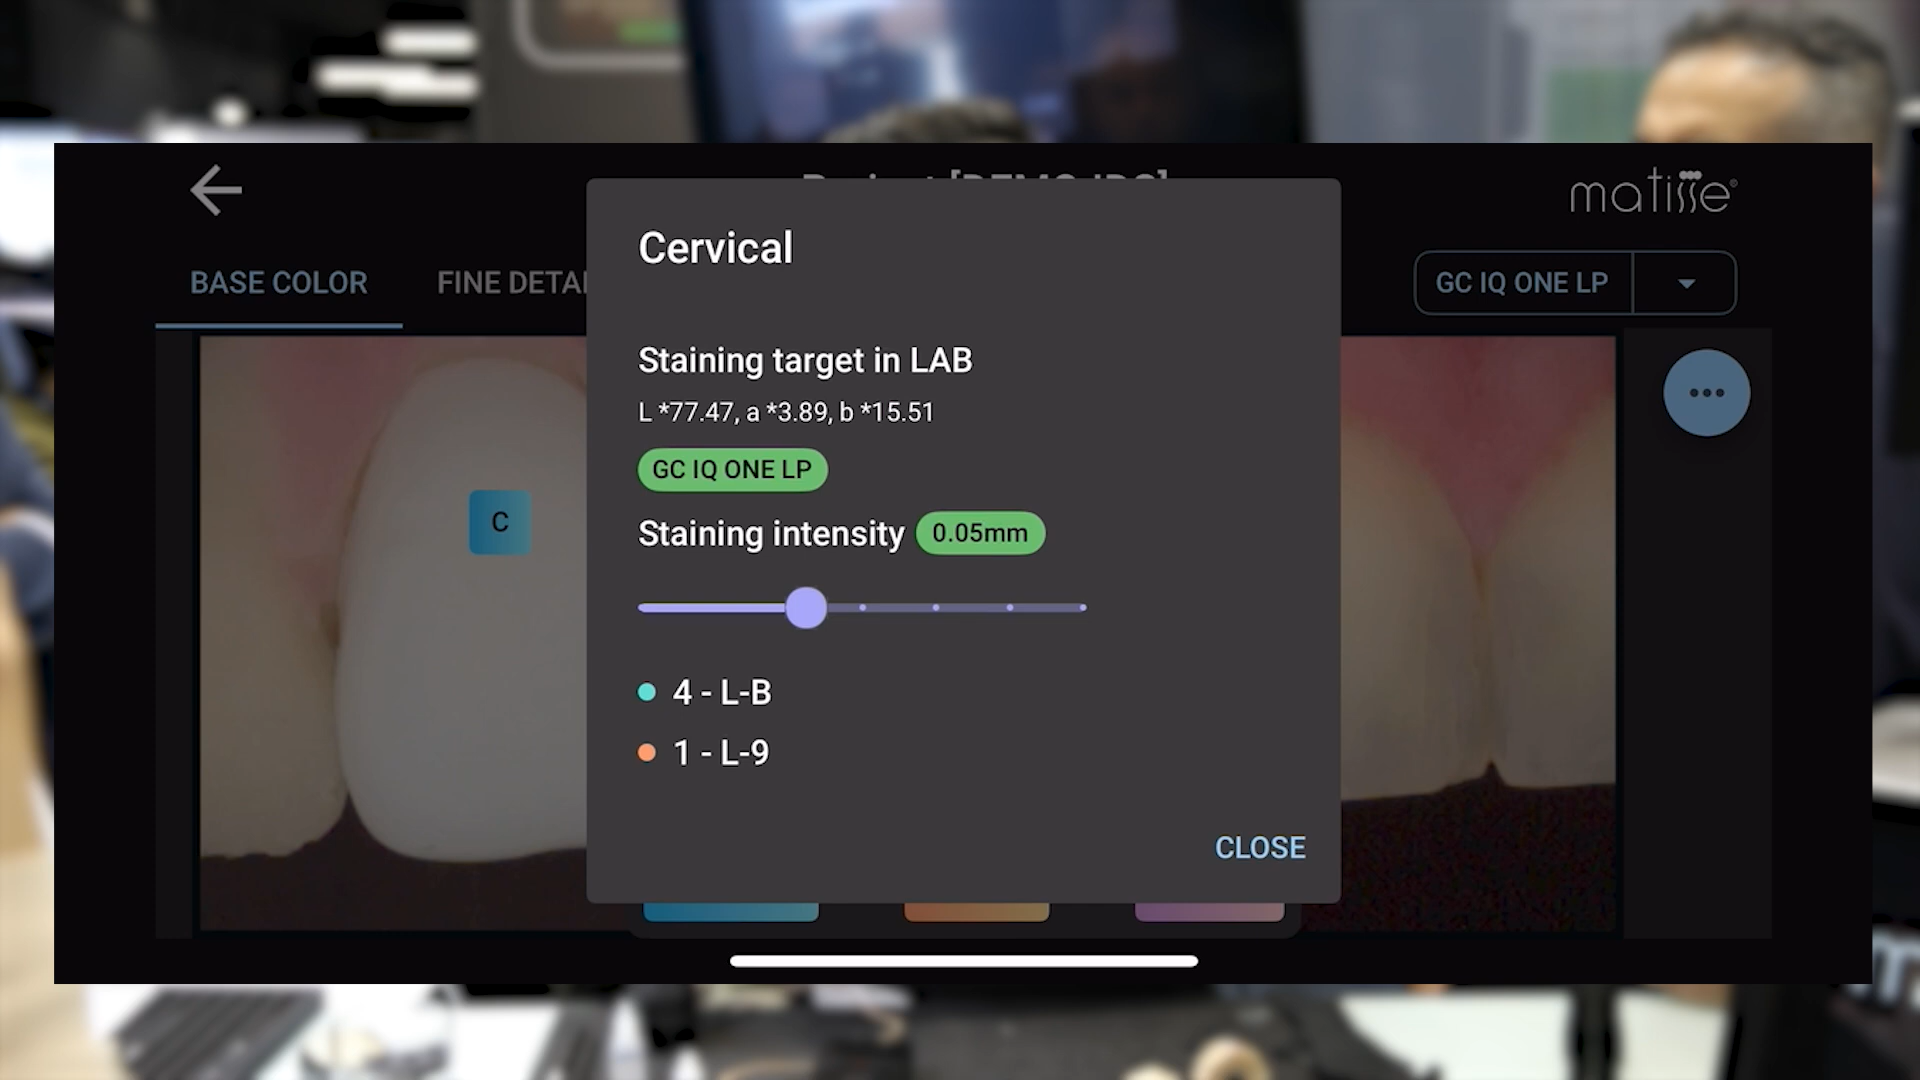 matisse®
BASE COLOR
FINE DETAI
GC IQ ONE LP
Cervical
Staining target in LAB
L *77.47, a *3.89, b *15.51
GC IQ ONE LP
Staining intensity 0.05mm
C
4 - L-B
1 - L-9
CLOSE